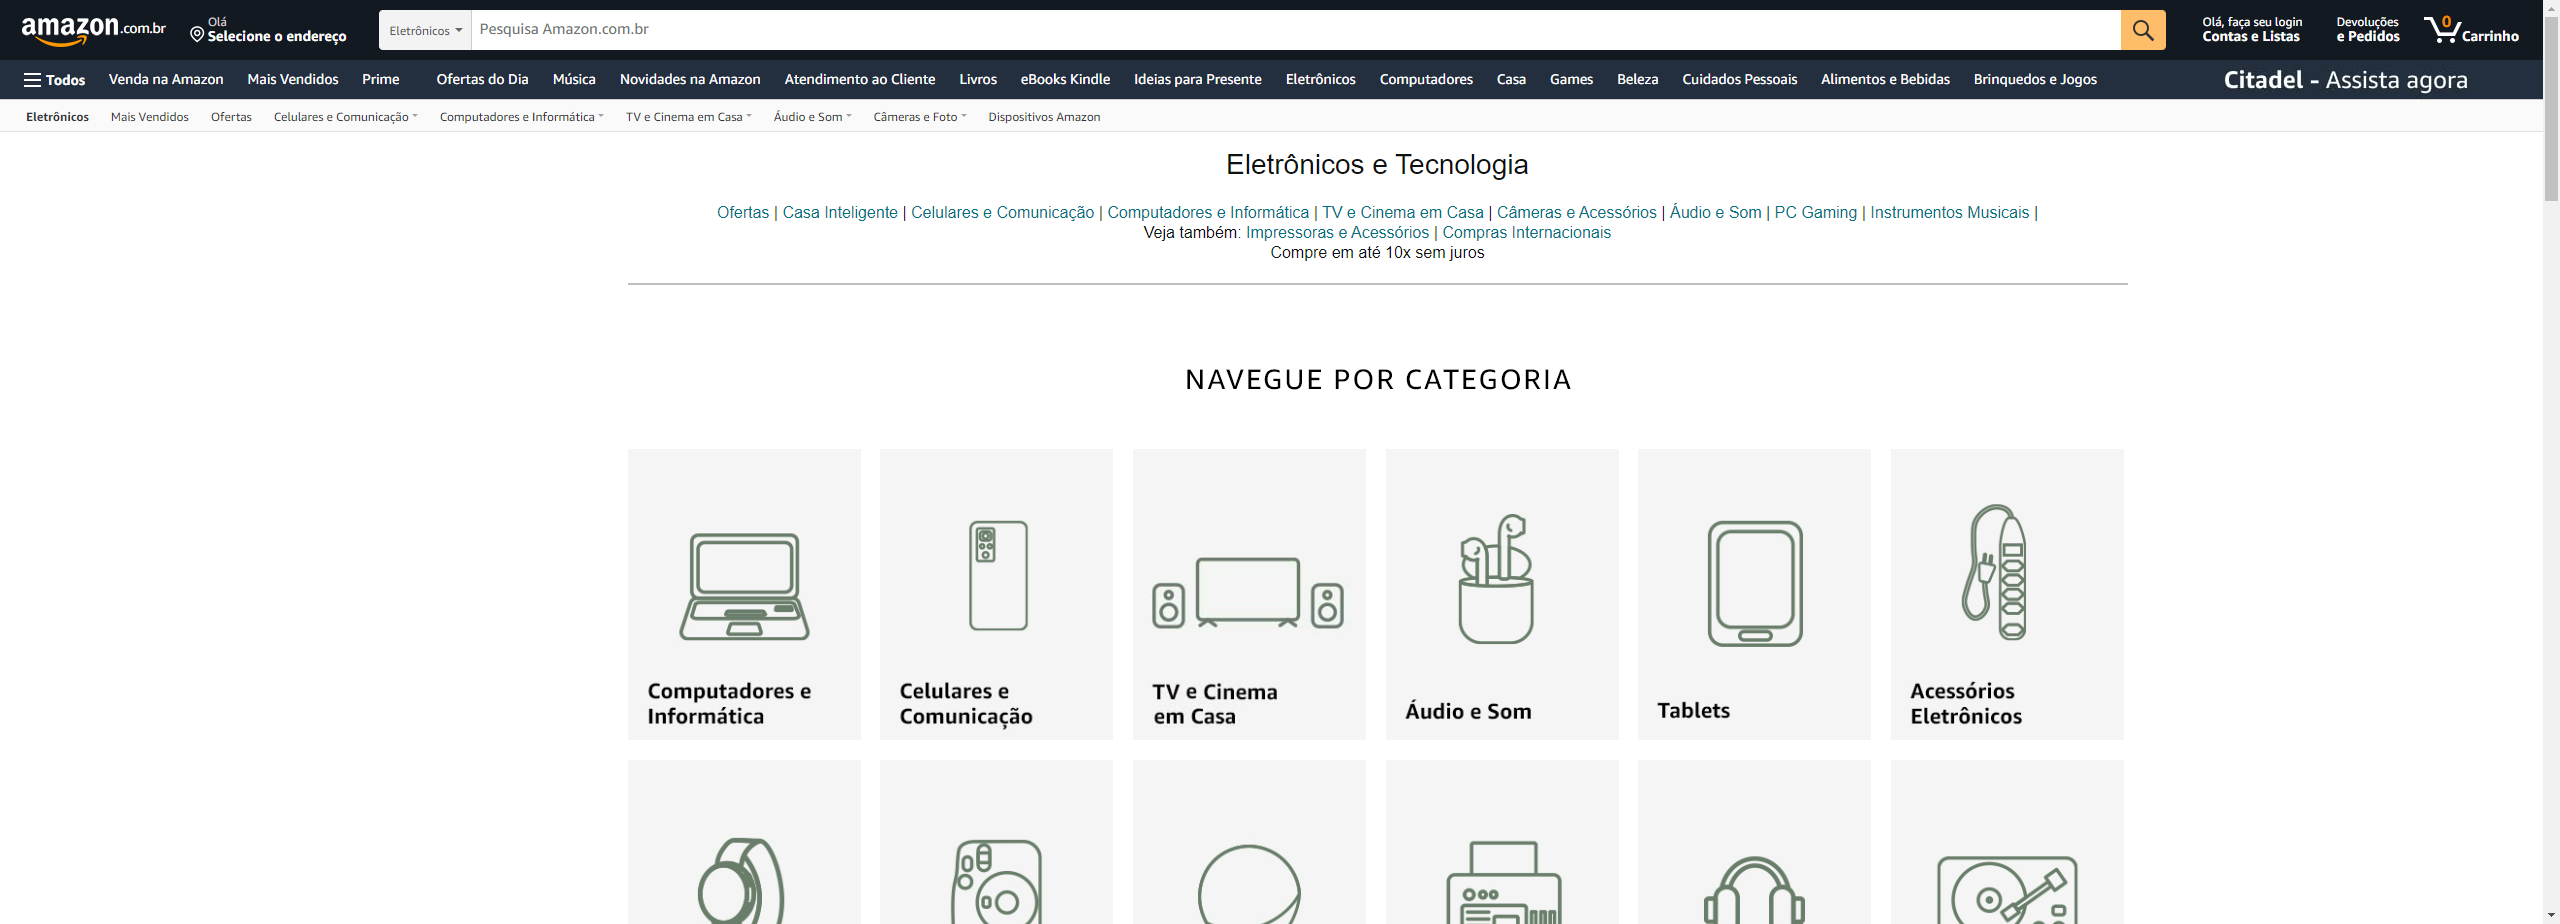 amazon.com.br
Olá
Selecione o endereço
Eletrônicos
Pesquisa Amazon.com.br
Olá, faça seu login
Contas e Listas
Devoluções
e Pedidos
0
Carrinho
Todos Venda na Amazon Mais Vendidos Prime Ofertas do Dia Música Novidades na Amazon Atendimento ao Cliente Livros eBooks Kindle Ideias para Presente Eletrônicos Computadores Casa Games Beleza Cuidados Pessoais Alimentos e Bebidas Brinquedos e Jogos Citadel - Assista agora
Eletrônicos Mais Vendidos Ofertas Celulares e Comunicação Computadores e Informática TV e Cinema em Casa Áudio e Som Câmeras e Foto Dispositivos Amazon
Eletrônicos e Tecnologia
Ofertas | Casa Inteligente | Celulares e Comunicação | Computadores e Informática | TV e Cinema em Casa | Câmeras e Acessórios | Áudio e Som | PC Gaming | Instrumentos Musicais |
Veja também: Impressoras e Acessórios | Compras Internacionais
Compre em até 10x sem juros
NAVEGUE POR CATEGORIA
Computadores e
Informática
Celulares e
Comunicação
TV e Cinema
em Casa
Áudio e Som
Tablets
Acessórios
Eletrônicos